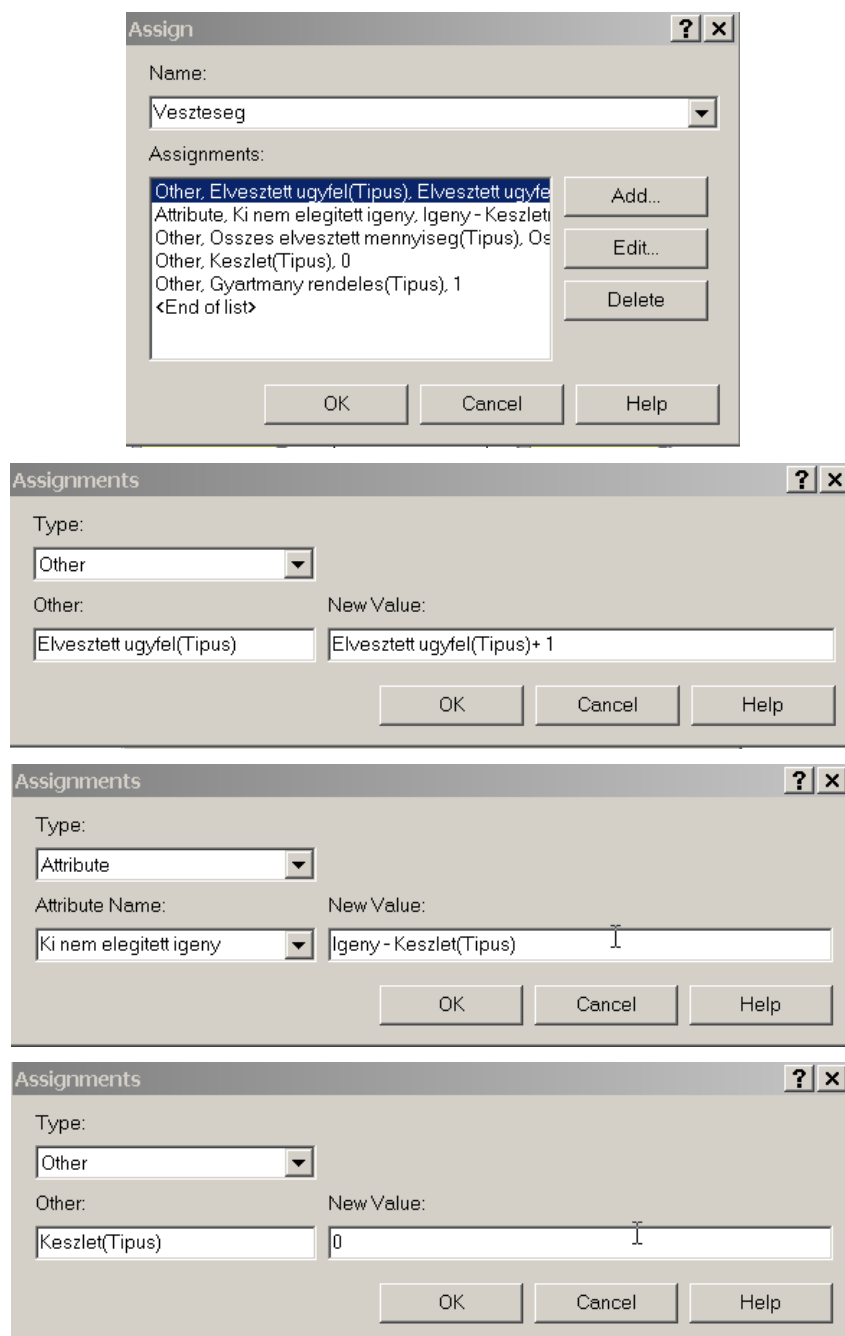 Assign
Name:
Veszteseg
Assignments:
Other, Elvesztett ugyfel(Tipus), Elvesztett ugyfe
Attribute, Ki nem elegitett igeny, Igeny - Keszlet(
Other, Osszes elvesztett mennyiseg(Tipus), Os
Other, Keszlet(Tipus), 0
Other, Gyartmany rendeles(Tipus), 1
<End of list>
Add...
Edit...
Delete
OK Cancel Help
Assignments
Type:
Other
Other: New Value:
Elvesztett ugyfel(Tipus) Elvesztett ugyfel(Tipus)+ 1
OK Cancel Help
Assignments
Type:
Attribute
Attribute Name: New Value:
Ki nem elegitett igeny Igeny - Keszlet(Tipus)
OK Cancel Help
Assignments
Type:
Other
Other: New Value:
Keszlet(Tipus) 0
OK Cancel Help